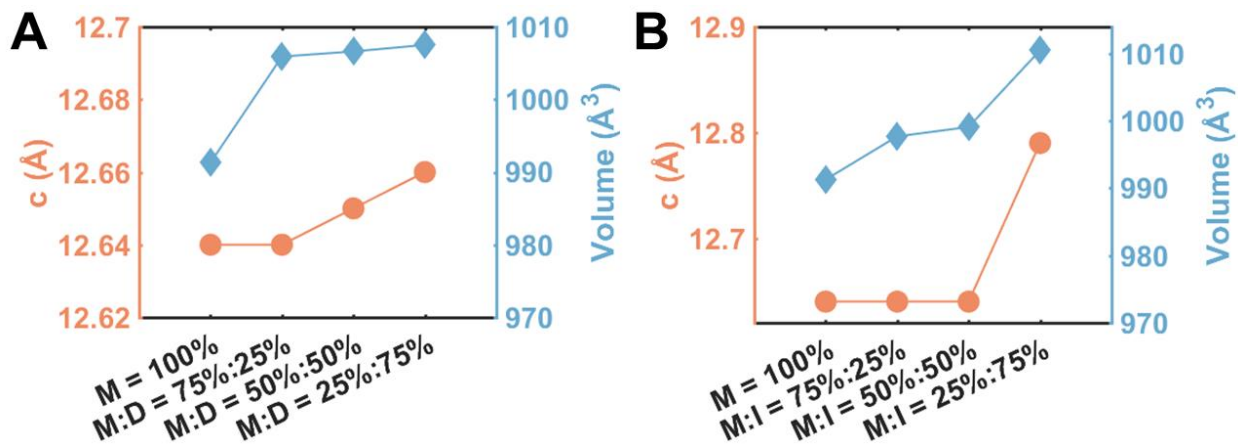 A
12.7
12.68
12.66
12.64
12.62
c (Å)
1010
1000
990
980
970
Volume (Å³)
M = 100%
M:D = 75%:25%
M:D = 50%:50%
M:D = 25%:75%
B
12.9
12.8
12.7
c (Å)
1010
1000
990
980
970
Volume (Å³)
M = 100%
M:I = 75%:25%
M:I = 50%:50%
M:I = 25%:75%